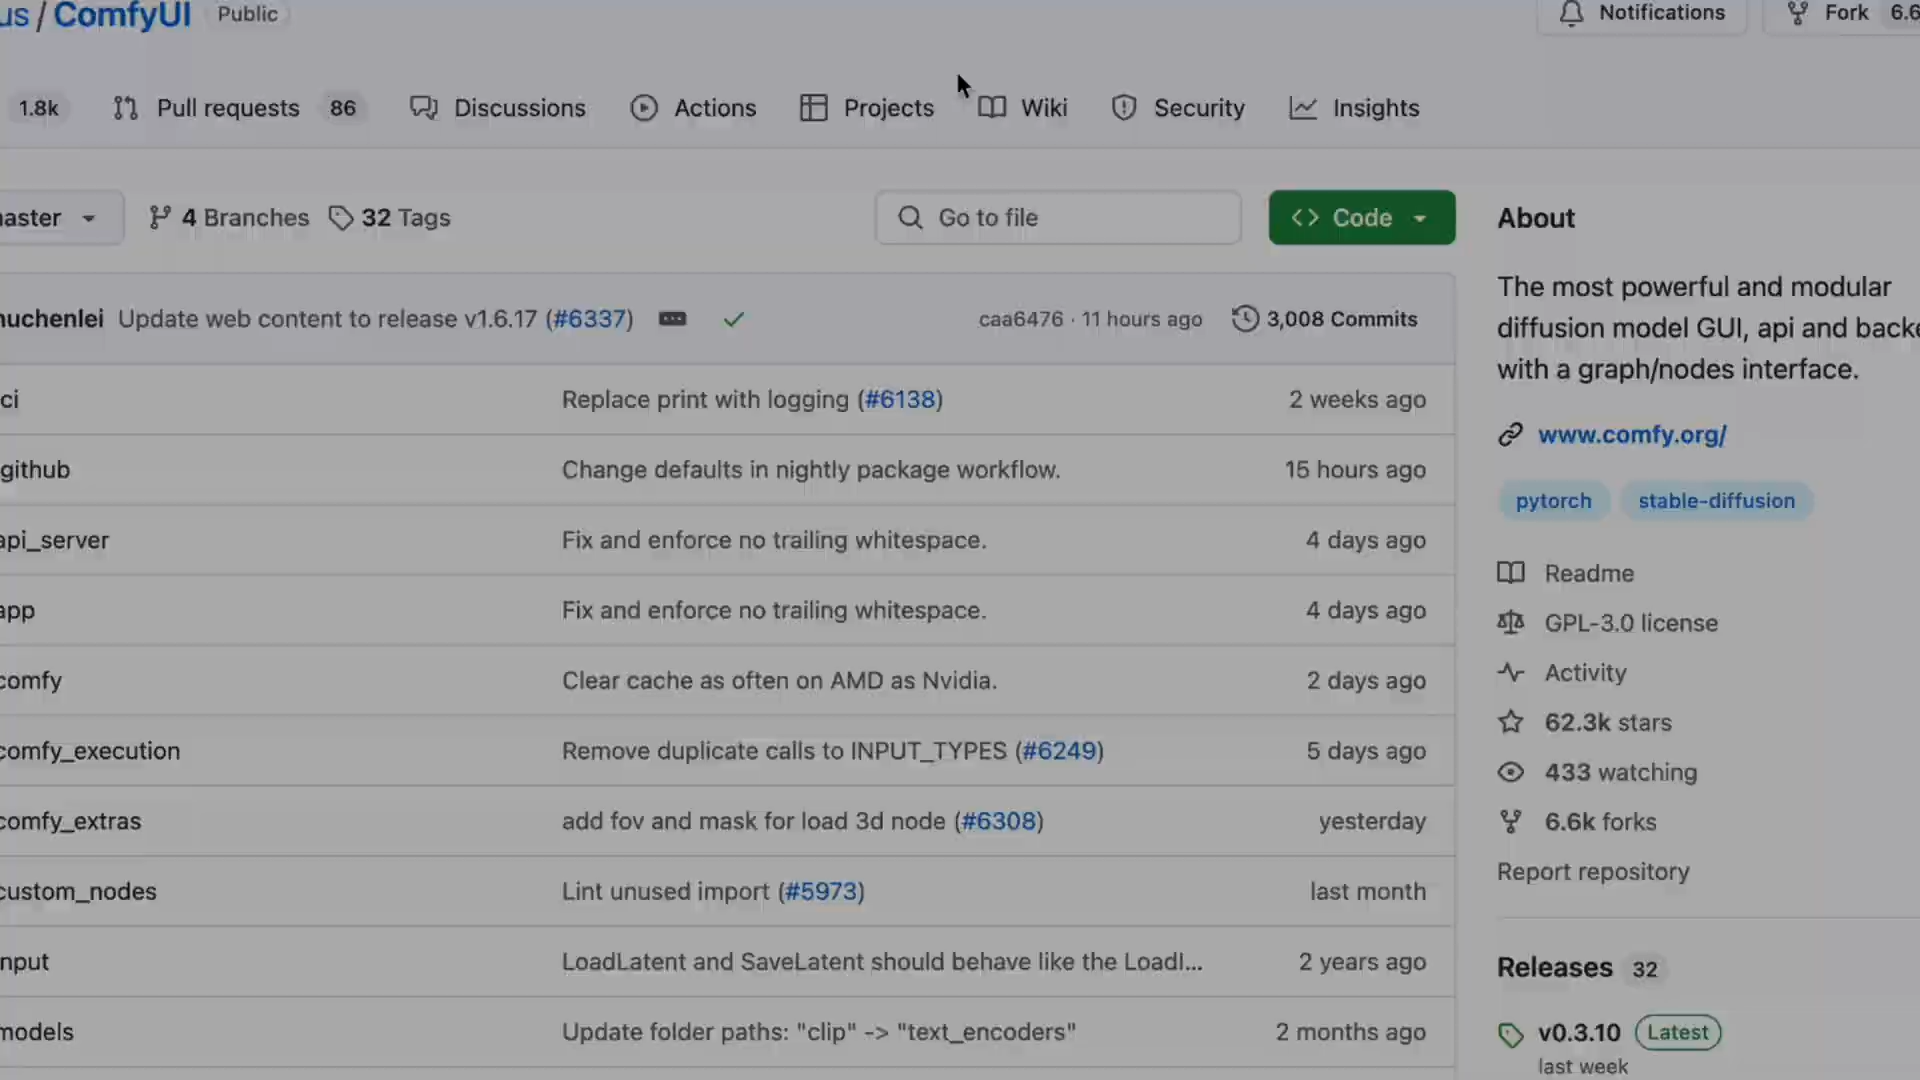 us / ComfyUI Public
Notifications Fork 6.6
1.8k Pull requests 86 Discussions Actions Projects Wiki Security Insights
master 4 Branches 32 Tags Go to file Code
huchenlei Update web content to release v1.6.17 (#6337) caa6476 · 11 hours ago 3,008 Commits
ci Replace print with logging (#6138) 2 weeks ago
github Change defaults in nightly package workflow. 15 hours ago
api_server Fix and enforce no trailing whitespace. 4 days ago
app Fix and enforce no trailing whitespace. 4 days ago
comfy Clear cache as often on AMD as Nvidia. 2 days ago
comfy_execution Remove duplicate calls to INPUT_TYPES (#6249) 5 days ago
comfy_extras add fov and mask for load 3d node (#6308) yesterday
custom_nodes Lint unused import (#5973) last month
input LoadLatent and SaveLatent should behave like the LoadI... 2 years ago
models Update folder paths: "clip" -> "text_encoders" 2 months ago
About
The most powerful and modular
diffusion model GUI, api and backe
with a graph/nodes interface.
www.comfy.org/
pytorch stable-diffusion
Readme
GPL-3.0 license
Activity
62.3k stars
433 watching
6.6k forks
Report repository
Releases 32
v0.3.10 Latest
last week